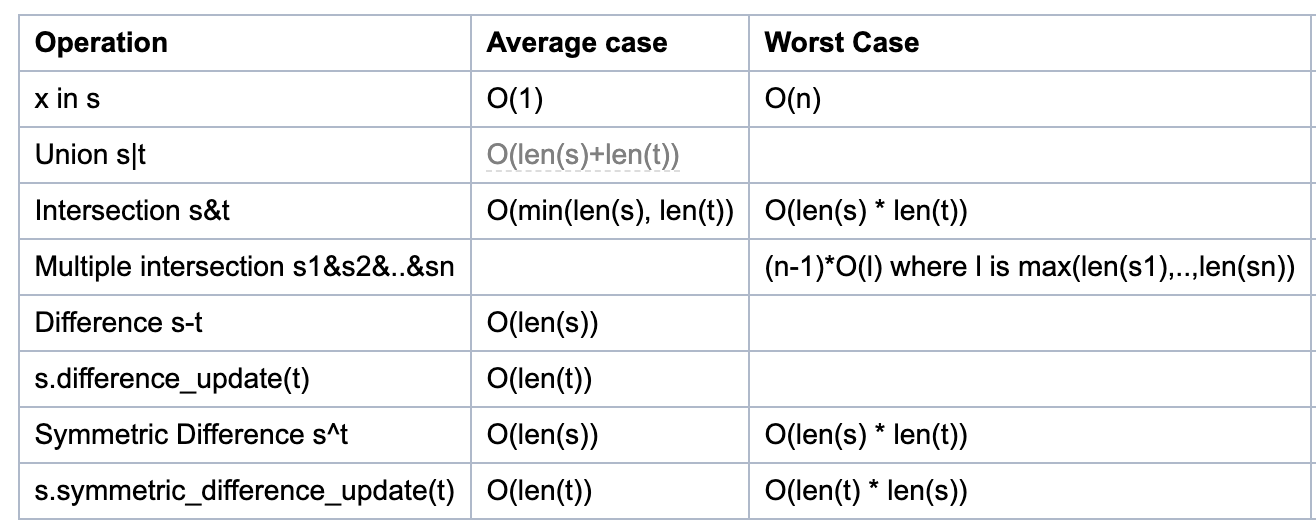 Operation Average case Worst Case
x in s O(1) O(n)
Union s|t O(len(s)+len(t))
Intersection s&t O(min(len(s), len(t)) O(len(s) * len(t))
Multiple intersection s1&s2&..&sn (n-1)*O(l) where l is max(len(s1),..,len(sn))
Difference s-t O(len(s))
s.difference_update(t) O(len(t))
Symmetric Difference s^t O(len(s)) O(len(s) * len(t))
s.symmetric_difference_update(t) O(len(t)) O(len(t) * len(s))